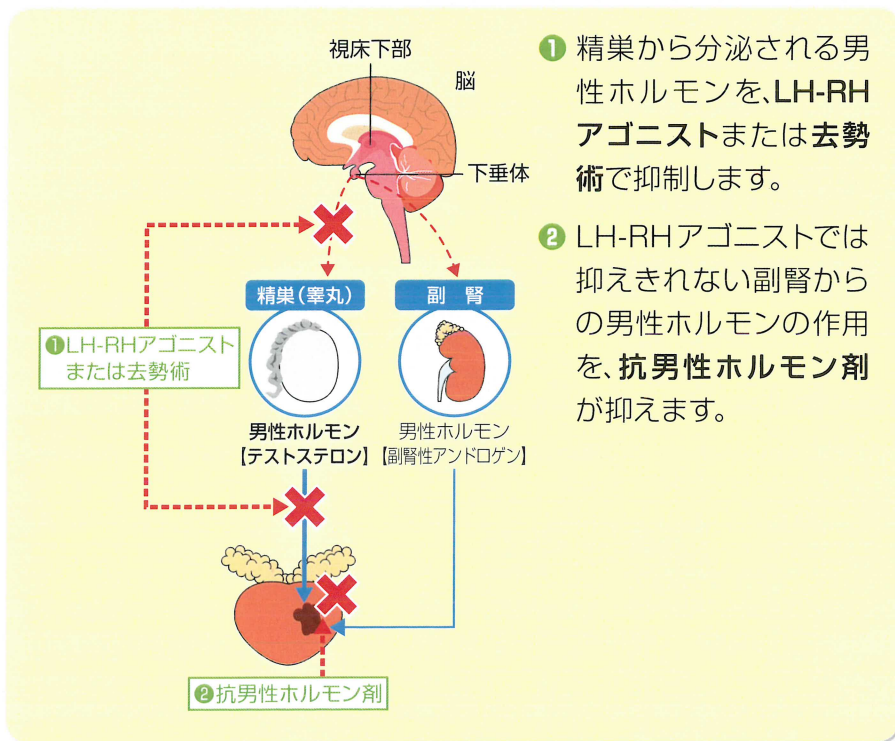 視床下部
脳
下垂体
精巣(睾丸)
副 腎
❶LH-RHアゴニスト
または去勢術
男性ホルモン
【テストステロン】
男性ホルモン
【副腎性アンドロゲン】
❷抗男性ホルモン剤
❶ 精巣から分泌される男
性ホルモンを、LH-RH
アゴニストまたは去勢
術で抑制します。
❷ LH-RHアゴニストでは
抑えきれない副腎から
の男性ホルモンの作用
を、抗男性ホルモン剤
が抑えます。